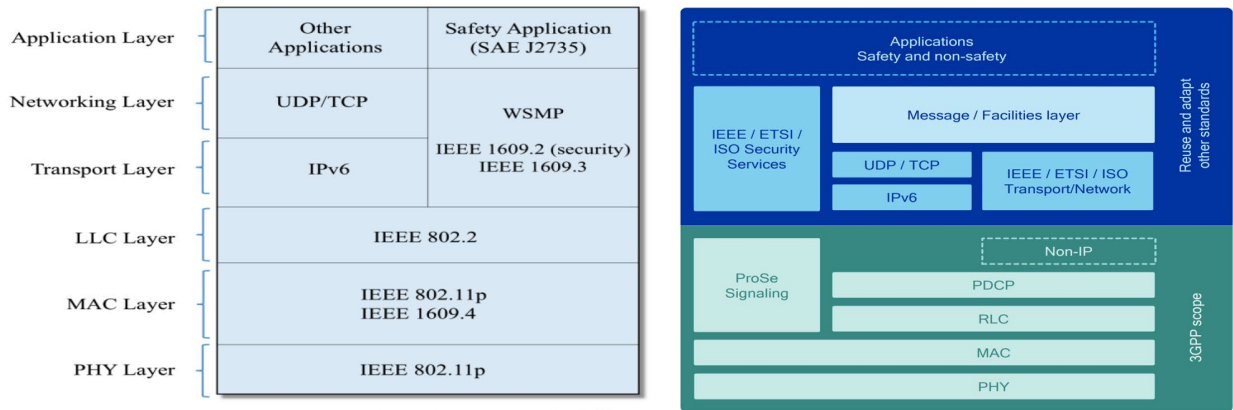 Application Layer
Other
Applications
Safety Application
(SAE J2735)
Networking Layer
UDP/TCP
WSMP
IEEE 1609.2 (security)
IEEE 1609.3
Transport Layer
IPv6
LLC Layer
IEEE 802.2
MAC Layer
IEEE 802.11p
IEEE 1609.4
PHY Layer
IEEE 802.11p
Applications
Safety and non-safety
IEEE / ETSI /
ISO Security
Services
Message / Facilities layer
UDP / TCP
IPv6
IEEE / ETSI / ISO
Transport/Network
Reuse and adapt
other standards
ProSe
Signaling
Non-IP
PDCP
RLC
MAC
PHY
3GPP scope